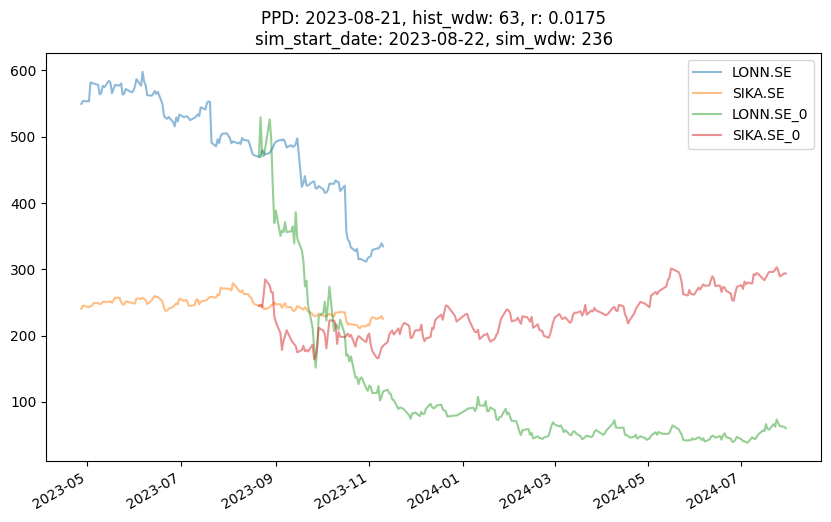 PPD: 2023-08-21, hist_wdw: 63, r: 0.0175
sim_start_date: 2023-08-22, sim_wdw: 236
LONN.SE
SIKA.SE
LONN.SE_0
SIKA.SE_0
600
500
400
300
200
100
2023-05
2023-07
2023-09
2023-11
2024-01
2024-03
2024-05
2024-07